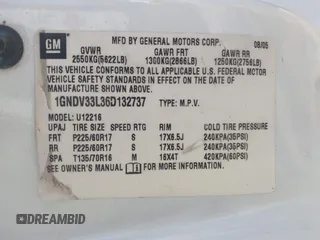 GM
MFD BY GENERAL MOTORS CORP. 08/05
GVWR GAWR FRT GAWR RR
2550KG(5622LB) 1300KG(2866LB) 1250KG(2756LB)
THIS VEHICLE CONFORMS TO ALL APPLICABLE U.S. FEDERAL
MOTOR VEHICLE SAFETY STANDARDS IN EFFECT ON THE DATE OF
MANUFACTURE SHOWN ABOVE.
1GNDV33L36D132737 TYPE: M.P.V.
MODEL: U12216
UPAJ TIRE SIZE SPEED RTG RIM COLD TIRE PRESSURE
FRT P225/60R17 S 17X6.5J 240KPA(35PSI)
RR P225/60R17 S 17X6.5J 240KPA(35PSI)
SPA T135/70R16 M 16X4T 420KPA(60PSI)
SEE OWNER'S MANUAL FOR
DREAMBID DREAMBID.COM